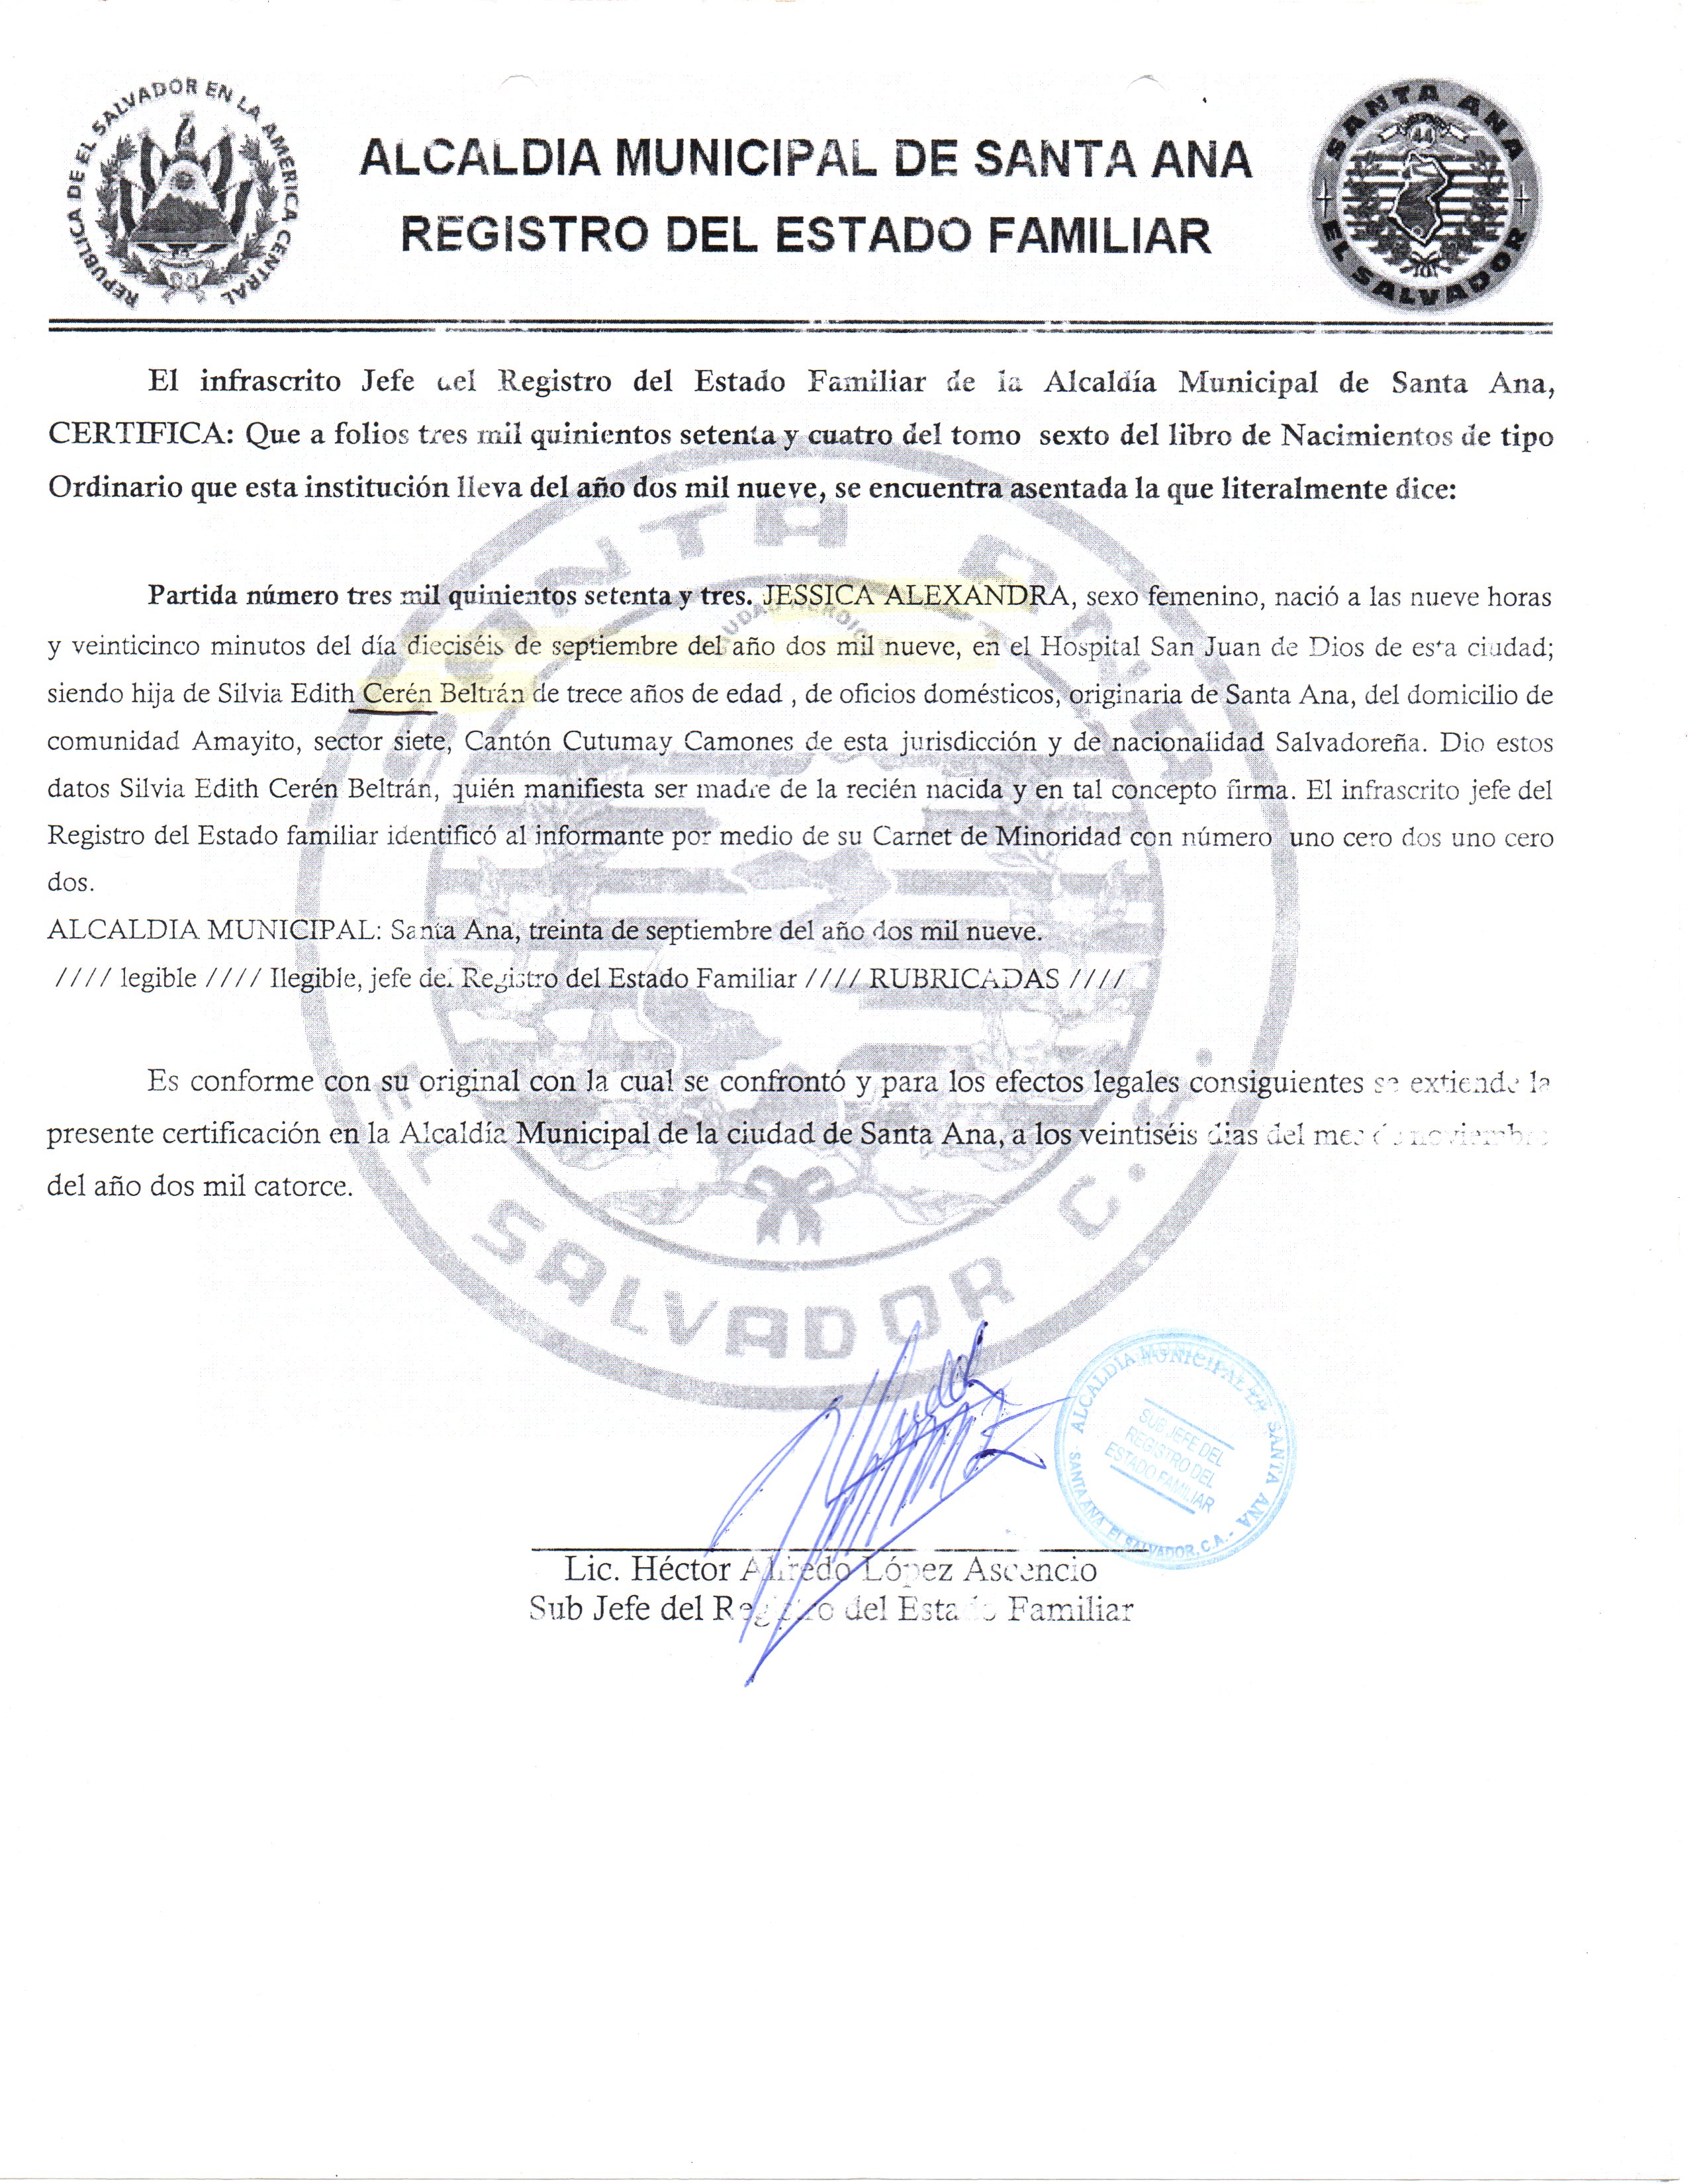 REPUBLICA DE EL SALVADOR EN LA AMERICA CENTRAL
ALCALDIA MUNICIPAL DE SANTA ANA
REGISTRO DEL ESTADO FAMILIAR
SANTA ANA
44
EL SALVADOR
El infrascrito Jefe del Registro del Estado Familiar de la Alcaldía Municipal de Santa Ana,
CERTIFICA: Que a folios tres mil quinientos setenta y cuatro del tomo sexto del libro de Nacimientos de tipo
Ordinario que esta institución lleva del año dos mil nueve, se encuentra asentada la que literalmente dice:
Partida número tres mil quinientos setenta y tres. JESSICA ALEXANDRA, sexo femenino, nació a las nueve horas
y veinticinco minutos del día dieciséis de septiembre del año dos mil nueve, en el Hospital San Juan de Dios de esta ciudad;
siendo hija de Silvia Edith Cerén Beltrán de trece años de edad , de oficios domésticos, originaria de Santa Ana, del domicilio de
comunidad Amayito, sector siete, Cantón Cutumay Camones de esta jurisdicción y de nacionalidad Salvadoreña. Dio estos
datos Silvia Edith Cerén Beltrán, quién manifiesta ser madre de la recién nacida y en tal concepto firma. El infrascrito jefe del
Registro del Estado familiar identificó al informante por medio de su Carnet de Minoridad con número uno cero dos uno cero
dos.
ALCALDIA MUNICIPAL: Santa Ana, treinta de septiembre del año dos mil nueve.
//// legible //// Ilegible, jefe del Registro del Estado Familiar //// RUBRICADAS ////
Es conforme con su original con la cual se confrontó y para los efectos legales consiguientes se extiende la
presente certificación en la Alcaldía Municipal de la ciudad de Santa Ana, a los veintiséis dias del mes de noviembre
del año dos mil catorce.
SANTA ANA
EL SALVADOR C.
ALCALDIA MUNICIPAL DE SANTA ANA
SUB JEFE DEL
REGISTRO DEL
ESTADO FAMILIAR
SANTA ANA, EL SALVADOR, C.A.
Lic. Héctor Alfredo López Ascencio
Sub Jefe del Registro del Estado Familiar